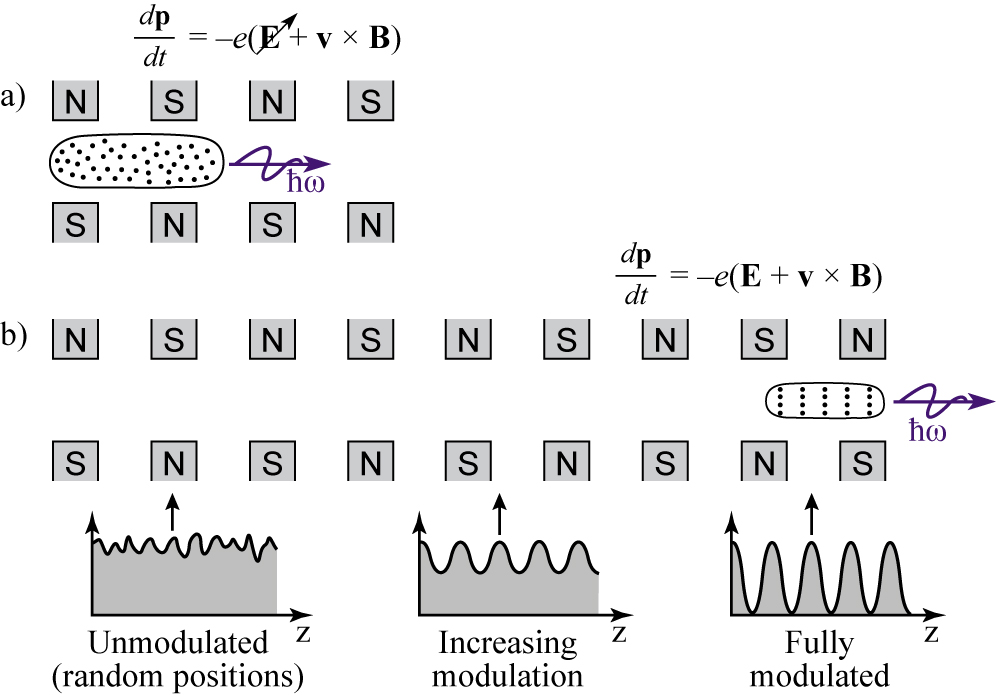 dp/dt = –e(E + v × B)
a)
N S N S
ħω
S N S N
dp/dt = –e(E + v × B)
b)
N S N S N S N S N
ħω
S N S N S N S N S
z z z
Unmodulated
(random positions)
Increasing
modulation
Fully
modulated